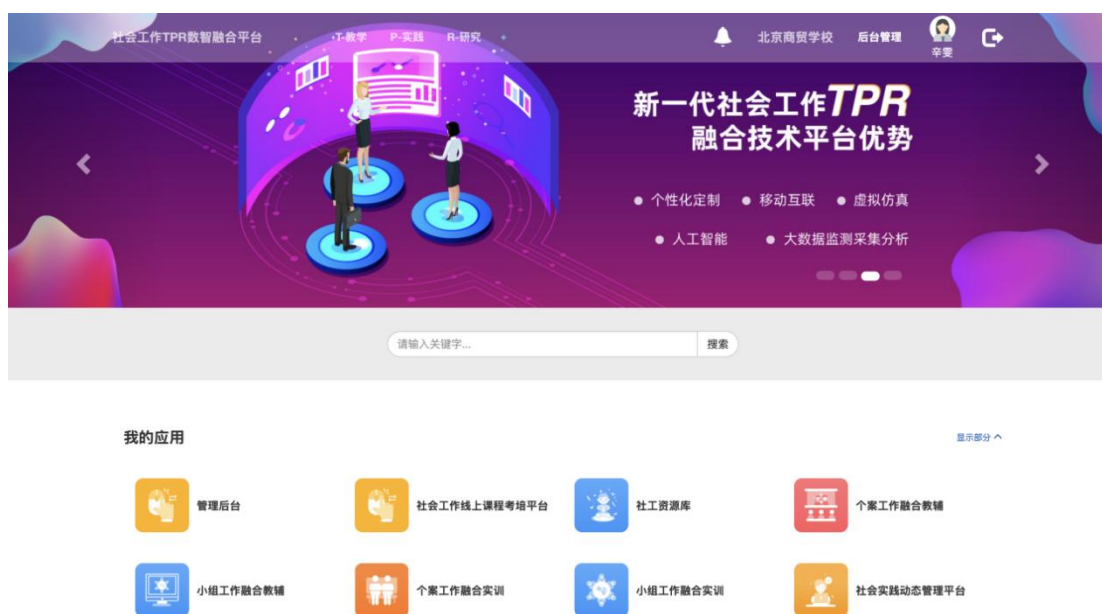 社会工作TPR数智融合平台
T-教学 P-实践 R-研究
北京商贸学校 后台管理
辛雯
新一代社会工作TPR
融合技术平台优势
个性化定制 移动互联 虚拟仿真
人工智能 大数据监测采集分析
请输入关键字... 搜索
我的应用 显示部分
管理后台 社会工作线上课程考培平台 社工资源库 个案工作融合教辅
小组工作融合教辅 个案工作融合实训 小组工作融合实训 社会实践动态管理平台